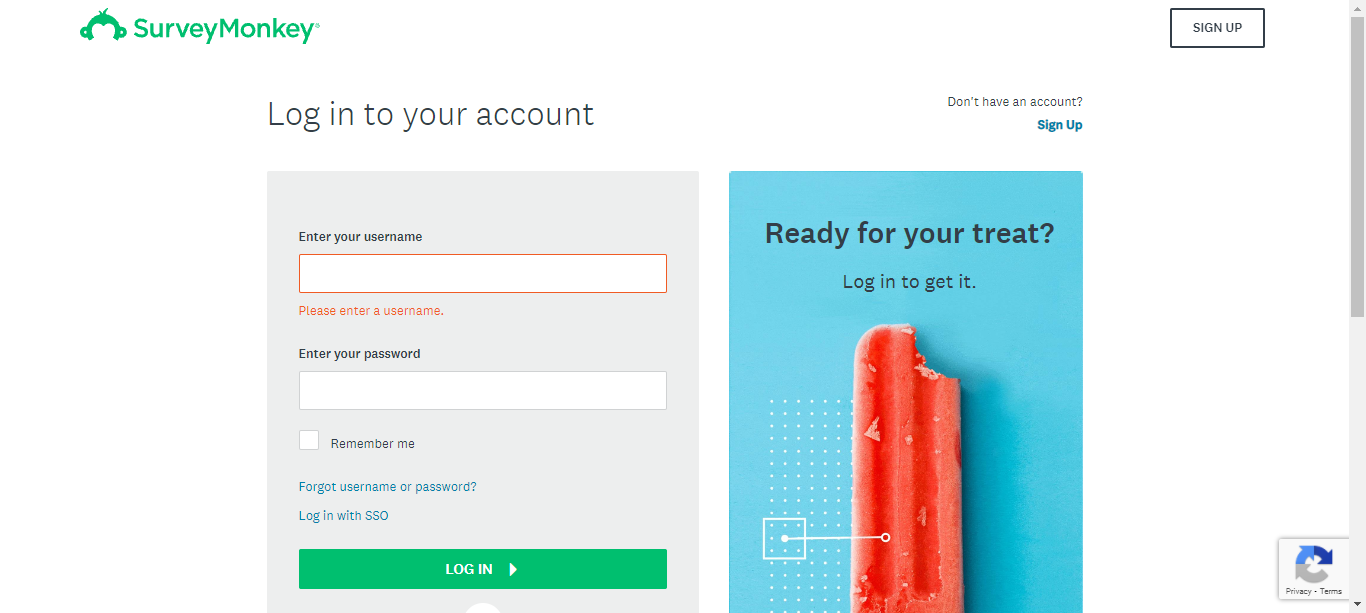 SurveyMonkey®
SIGN UP
Log in to your account
Don't have an account?
Sign Up
Enter your username
Please enter a username.
Enter your password
Remember me
Forgot username or password?
Log in with SSO
LOG IN
Ready for your treat?
Log in to get it.
Privacy - Terms